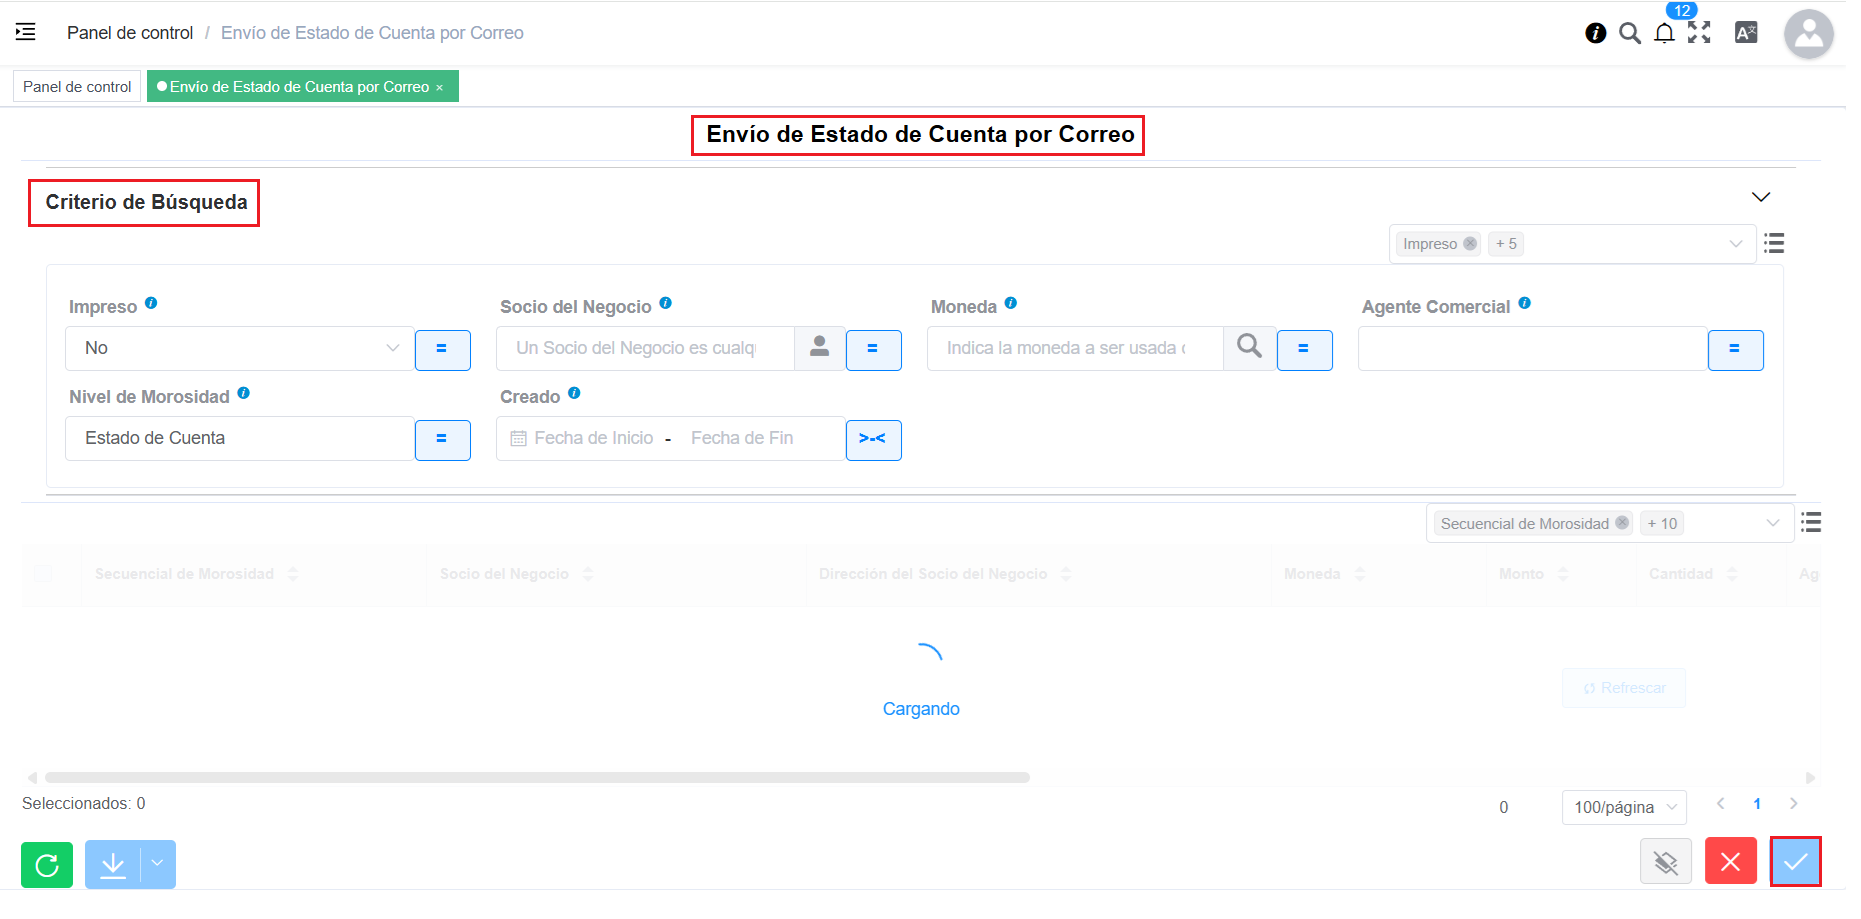 12
Panel de control / Envío de Estado de Cuenta por Correo
Panel de control
Envío de Estado de Cuenta por Correo ×
Envío de Estado de Cuenta por Correo
Criterio de Búsqueda
Impreso + 5
Impreso Socio del Negocio Moneda Agente Comercial
No = Un Socio del Negocio es cualq = Indica la moneda a ser usada = =
Nivel de Morosidad Creado
Estado de Cuenta = Fecha de Inicio - Fecha de Fin >-<
Secuencial de Morosidad + 10
Secuencial de Morosidad Socio del Negocio Dirección del Socio del Negocio Moneda Monto Cantidad Ag
Refrescar
Cargando
Seleccionados: 0 0 100/página 1